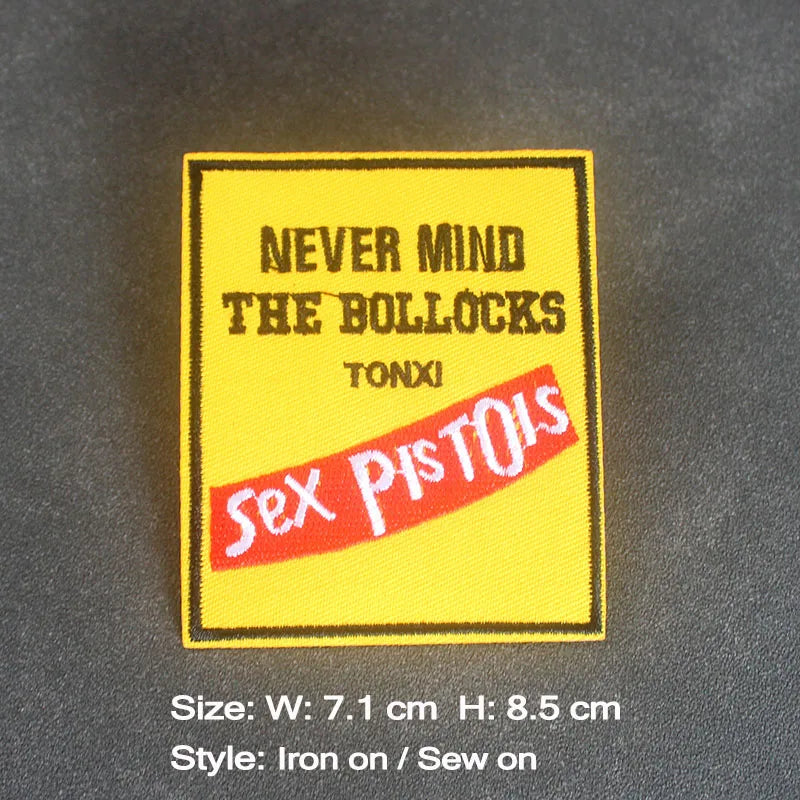 NEVER MIND
THE BOLLOCKS
TONXI
Sex PisTOls
Size: W: 7.1 cm H: 8.5 cm
Style: Iron on / Sew on